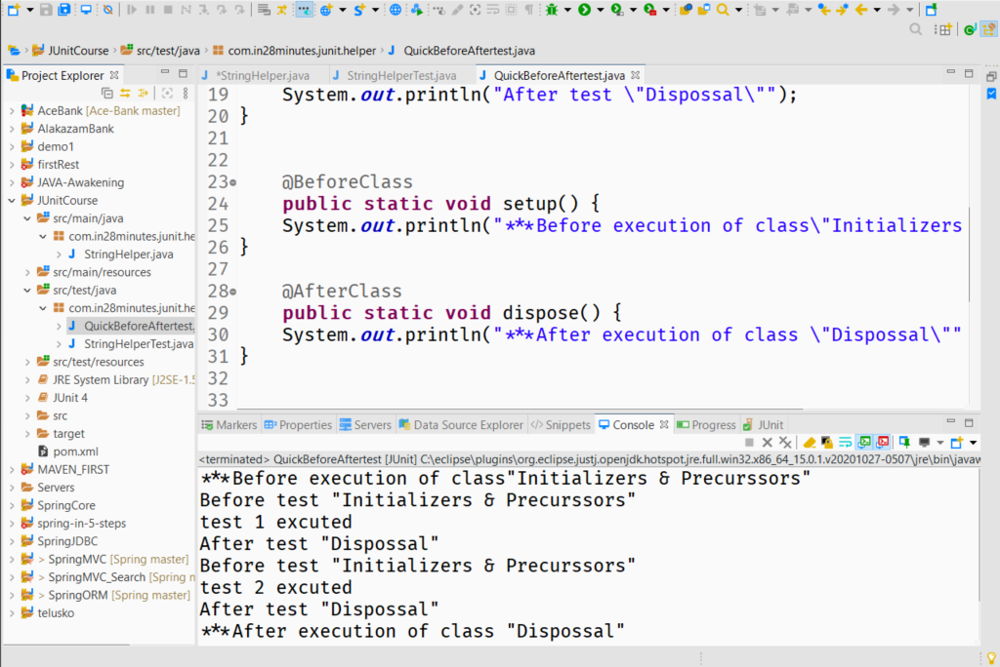 JUnitCourse > src/test/java > com.in28minutes.junit.helper > QuickBeforeAftertest.java
Project Explorer
AceBank [Ace-Bank master]
AlakazamBank
demo1
firstRest
JAVA-Awakening
JUnitCourse
src/main/java
com.in28minutes.junit.he
StringHelper.java
src/main/resources
src/test/java
com.in28minutes.junit.he
QuickBeforeAftertest.
StringHelperTest.java
src/test/resources
JRE System Library [J2SE-1.5
JUnit 4
src
target
pom.xml
MAVEN_FIRST
Servers
SpringCore
spring-in-5-steps
SpringJDBC
> SpringMVC [Spring master]
> SpringMVC_Search [Spring n
> SpringORM [Spring master]
telusko
*StringHelper.java StringHelperTest.java QuickBeforeAftertest.java
19 System.out.println("After test \"Dispossal\"");
20 }
21
22
23 @BeforeClass
24 public static void setup() {
25 System.out.println("***Before execution of class\"Initializers
26 }
27
28 @AfterClass
29 public static void dispose() {
30 System.out.println("***After execution of class \"Dispossal\""
31 }
32
33
Markers Properties Servers Data Source Explorer Snippets Console Progress JUnit
<terminated> QuickBeforeAftertest [JUnit] C:\eclipse\plugins\org.eclipse.justj.openjdk.hotspot.jre.full.win32.x86_64_15.0.1.v20201027-0507\jre\bin\javaw
***Before execution of class"Initializers & Precurssors"
Before test "Initializers & Precurssors"
test 1 excuted
After test "Dispossal"
Before test "Initializers & Precurssors"
test 2 excuted
After test "Dispossal"
***After execution of class "Dispossal"